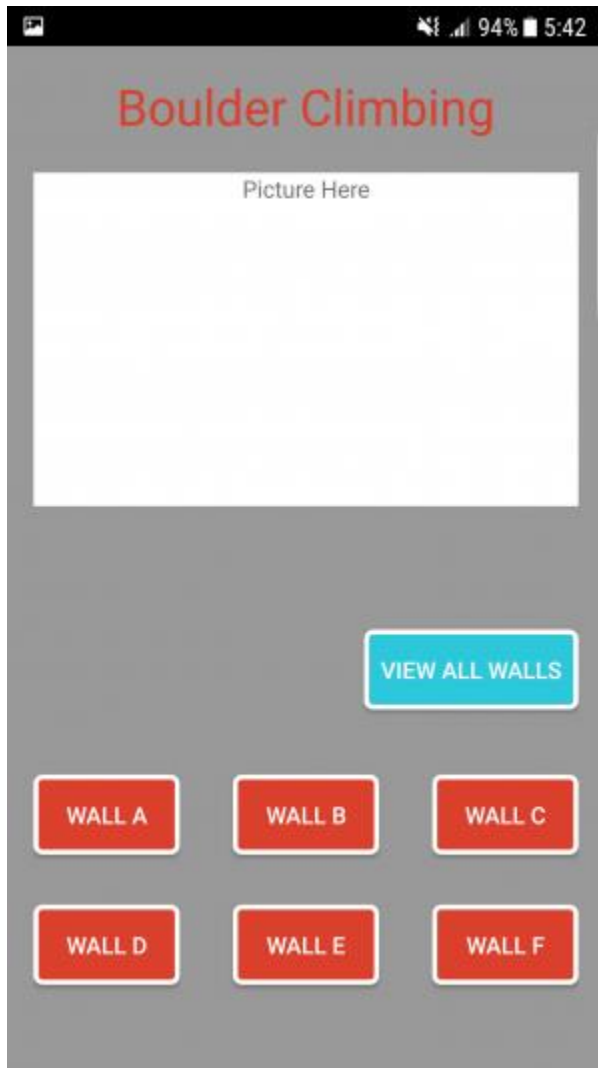 94% 5:42
Boulder Climbing
Picture Here
VIEW ALL WALLS
WALL A WALL B WALL C
WALL D WALL E WALL F